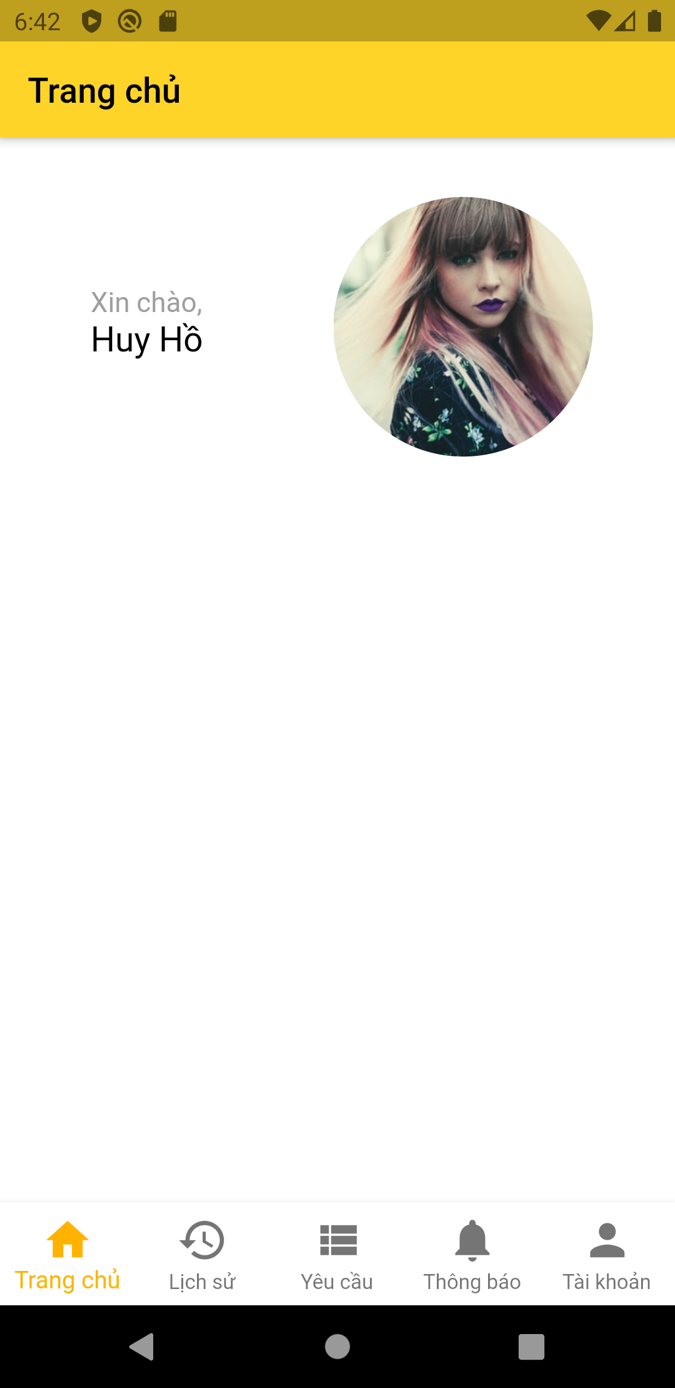 6:42
Trang chủ
Xin chào,
Huy Hồ
Trang chủ
Lịch sử
Yêu cầu
Thông báo
Tài khoản